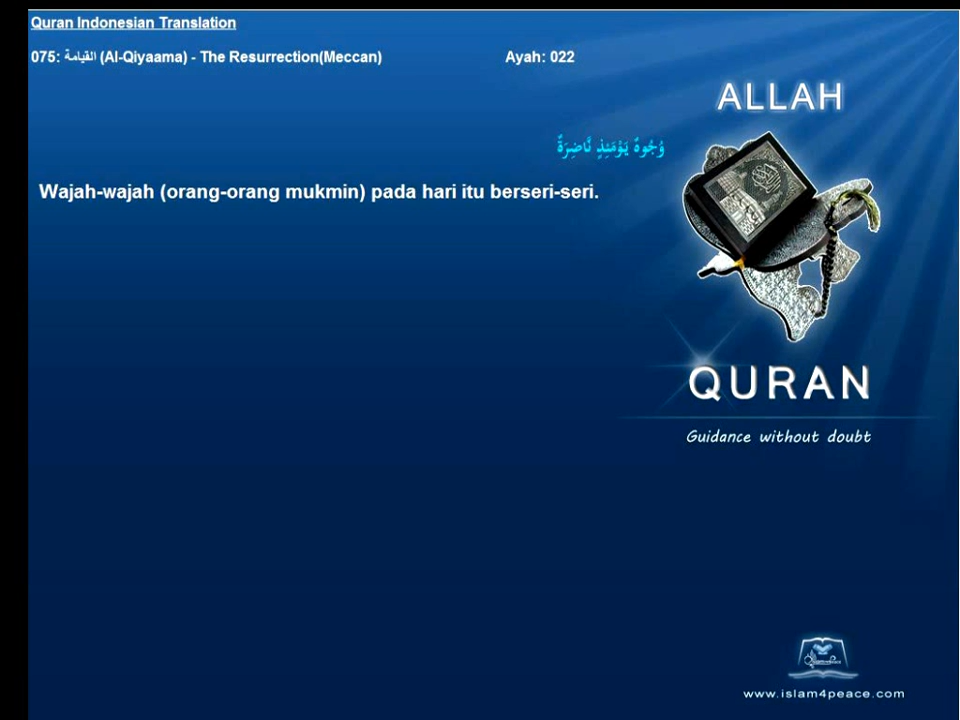 Quran Indonesian Translation
075: القيامة (Al-Qiyaama) - The Resurrection(Meccan) Ayah: 022
ALLAH
وُجُوهٌ يَوْمَئِذٍ نَّاضِرَةٌ
Wajah-wajah (orang-orang mukmin) pada hari itu berseri-seri.
QURAN
Guidance without doubt
www.islam4peace.com